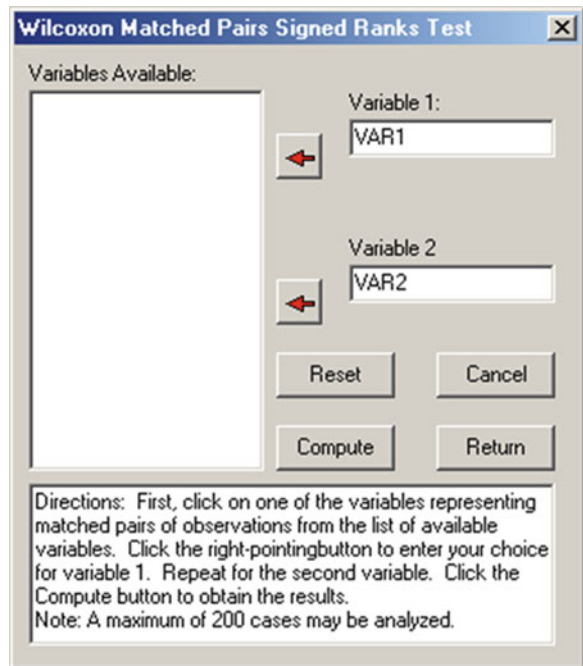 Wilcoxon Matched Pairs Signed Ranks Test
Variables Available:
Variable 1:
VAR1
Variable 2
VAR2
Reset
Cancel
Compute
Return
Directions: First, click on one of the variables representing
matched pairs of observations from the list of available
variables. Click the right-pointingbutton to enter your choice
for variable 1. Repeat for the second variable. Click the
Compute button to obtain the results.
Note: A maximum of 200 cases may be analyzed.